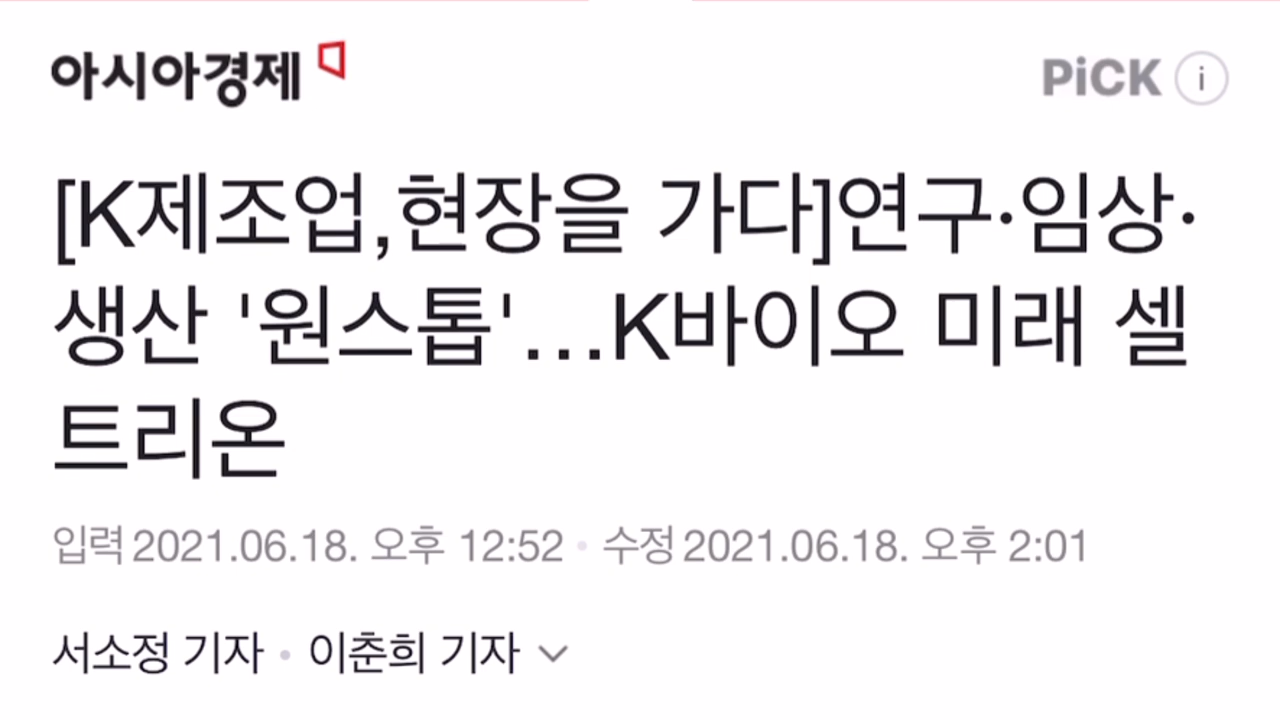 아시아경제
PiCK i
[K제조업,현장을 가다]연구·임상·
생산 '원스톱'…K바이오 미래 셀
트리온
입력 2021.06.18. 오후 12:52 · 수정 2021.06.18. 오후 2:01
서소정 기자 · 이춘희 기자